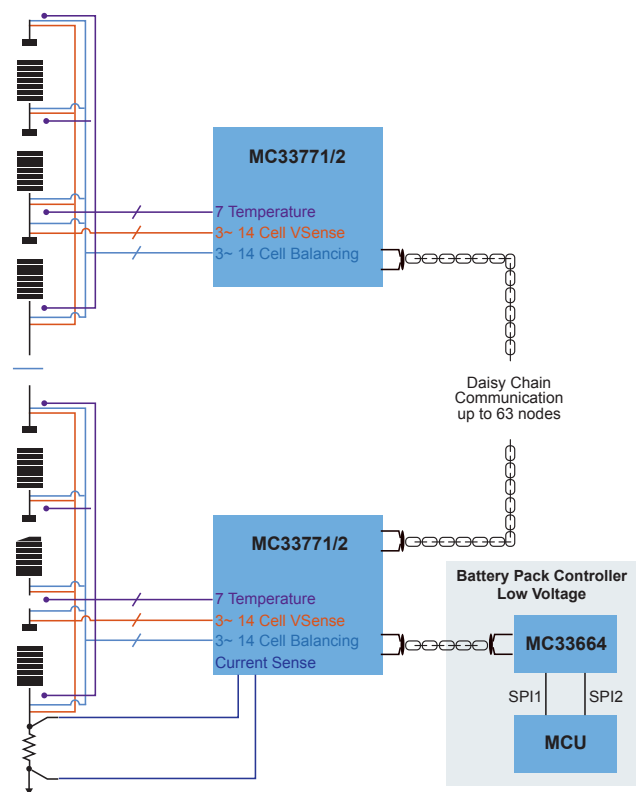 MC33771/2
7 Temperature
3~ 14 Cell VSense
3~ 14 Cell Balancing
Daisy Chain
Communication
up to 63 nodes
MC33771/2
7 Temperature
3~ 14 Cell VSense
3~ 14 Cell Balancing
Current Sense
Battery Pack Controller
Low Voltage
MC33664
SPI1 SPI2
MCU